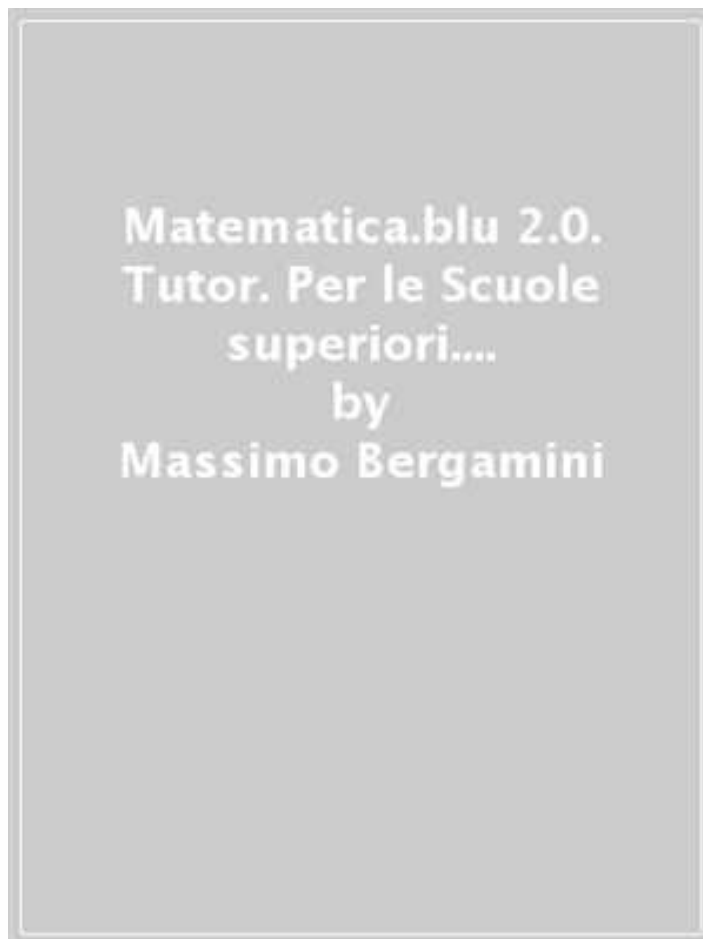 Matematica.blu 2.0.
Tutor. Per le Scuole
superiori....
by
Massimo Bergamini